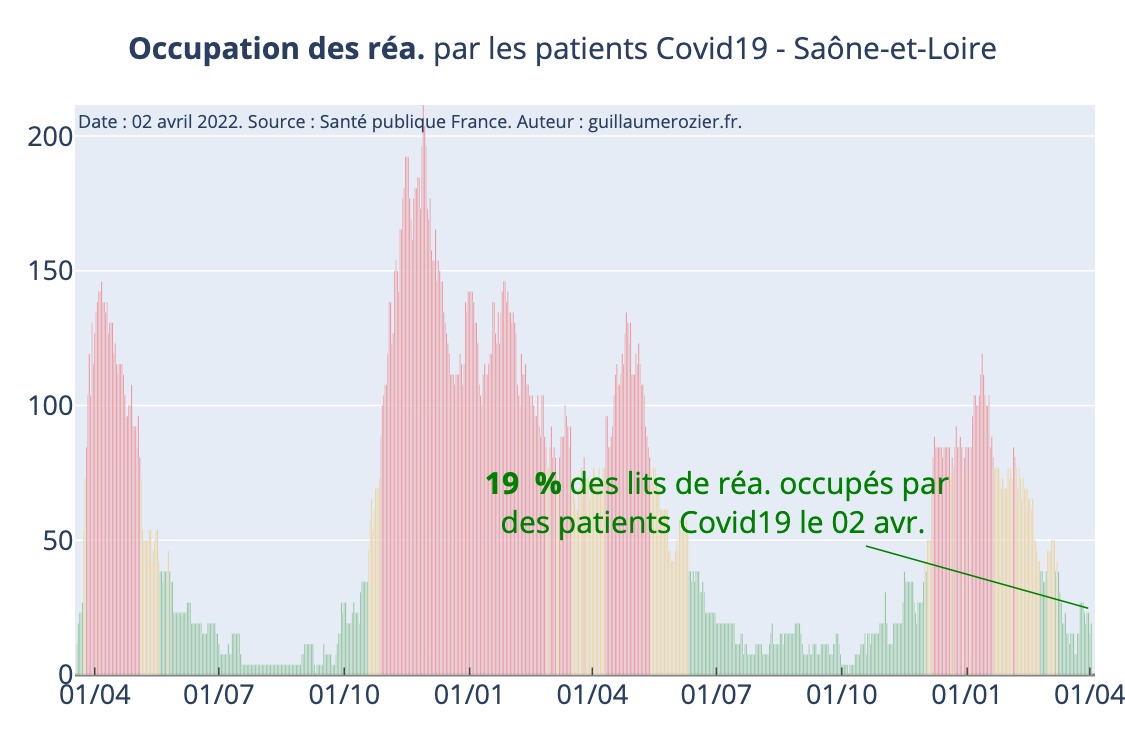 Occupation des réa. par les patients Covid19 - Saône-et-Loire
Date : 02 avril 2022. Source : Santé publique France. Auteur : guillaumerozier.fr.
200
150
100
50
0
19 % des lits de réa. occupés par
des patients Covid19 le 02 avr.
01/04 01/07 01/10 01/01 01/04 01/07 01/10 01/01 01/04